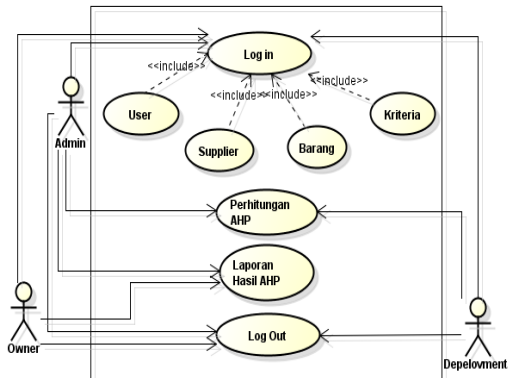 Log in
<<include>>
<<include>>
<<include>>
<<include>>
User
Kriteria
Supplier
Barang
Admin
Perhitungan
AHP
Laporan
Hasil AHP
Log Out
Owner
Depelovment